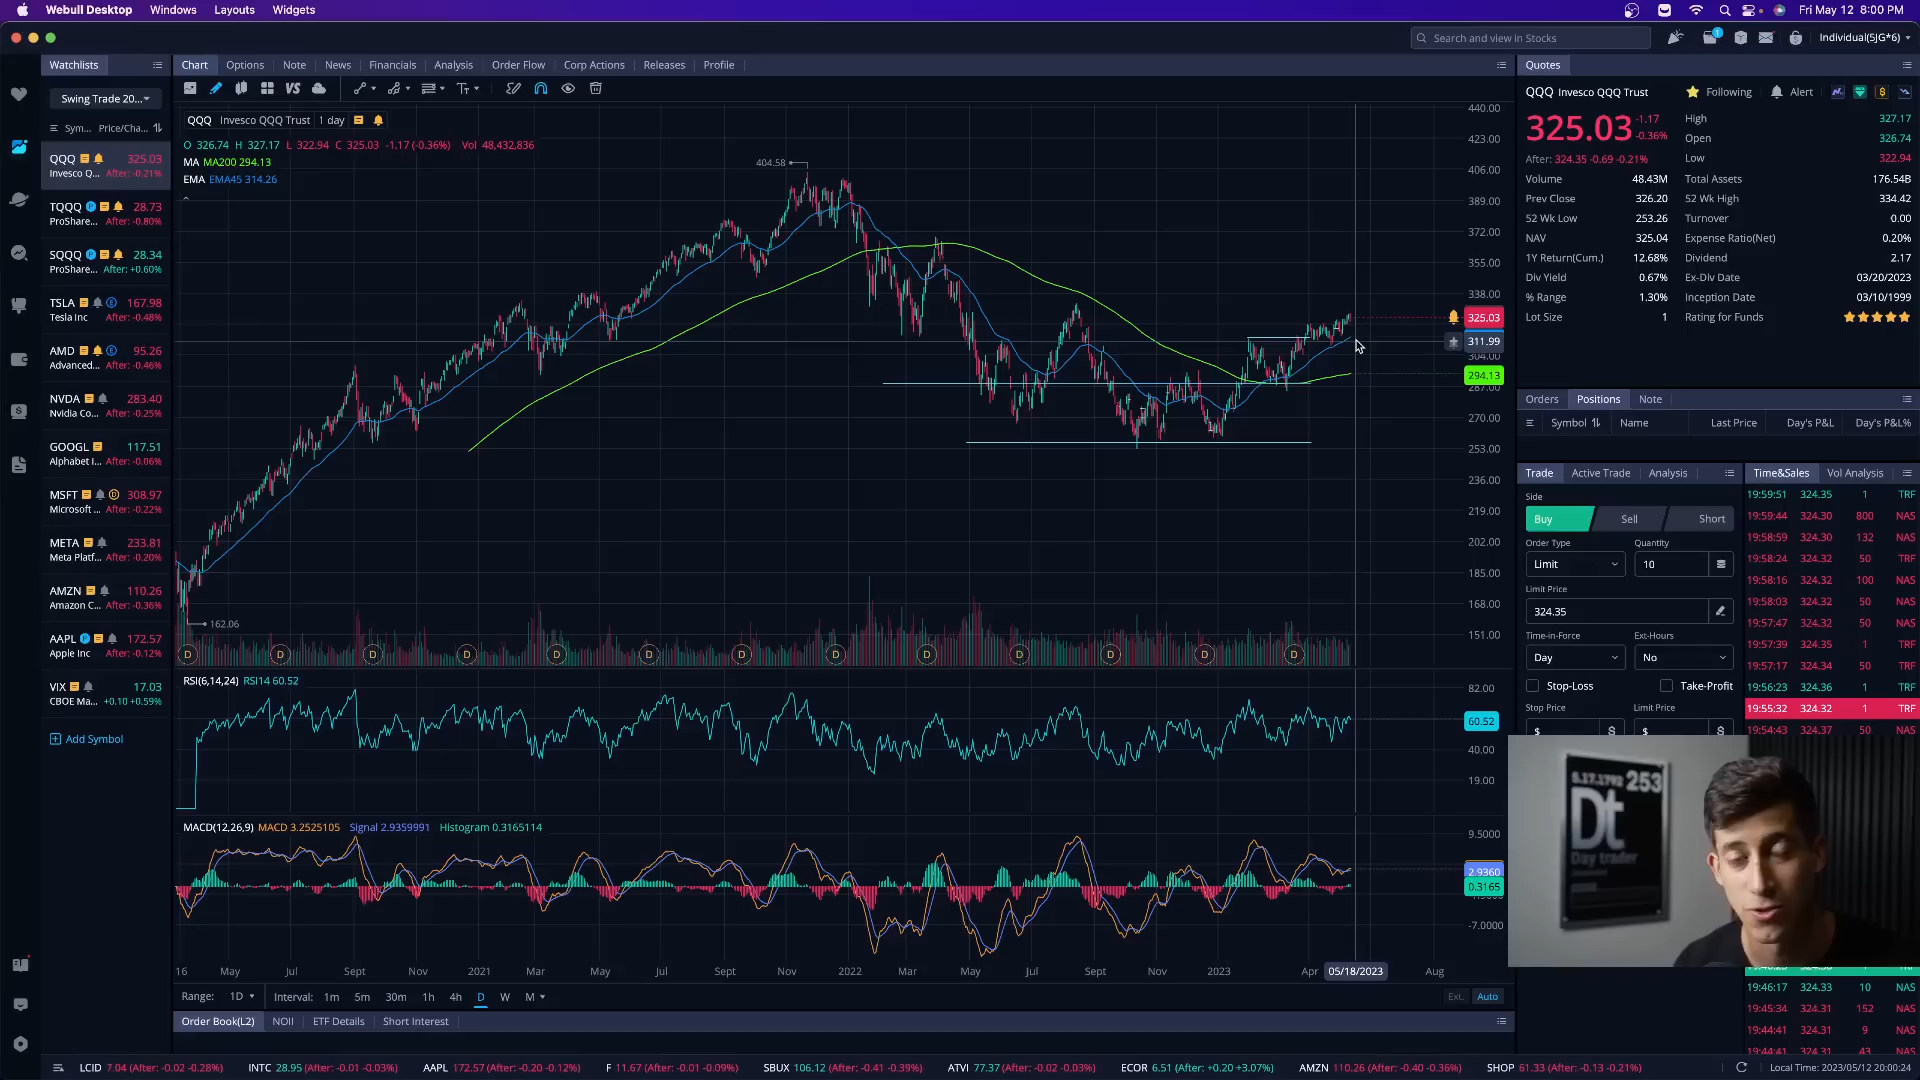 Webull Desktop Windows Layouts Widgets
Fri May 12 8:00 PM
Search and view in Stocks
1
Individual(5JG*6)
Watchlists
Swing Trade 20...
Sym... Price/Cha...
QQQ 325.03
Invesco Q... After: -0.21%
TQQQ P 28.73
ProShare... After: -0.80%
SQQQ P 28.34
ProShare... After: +0.60%
TSLA E 167.98
Tesla Inc After: -0.48%
AMD E 95.26
Advanced... After: -0.46%
NVDA 283.40
Nvidia Co... After: -0.25%
GOOGL 117.51
Alphabet I... After: -0.06%
MSFT D 308.97
Microsoft ... After: -0.22%
META 233.81
Meta Platf... After: -0.20%
AMZN 110.26
Amazon C... After: -0.36%
AAPL P 172.57
Apple Inc After: -0.12%
VIX 17.03
CBOE Ma... +0.10 +0.59%
Add Symbol
Chart Options Note News Financials Analysis Order Flow Corp Actions Releases Profile
VS
QQQ Invesco QQQ Trust 1 day
O 326.74 H 327.17 L 322.94 C 325.03 -1.17 (-0.36%) Vol 48,432,836
MA MA200 294.13
EMA EMA45 314.26
404.58
162.06
440.00
423.00
406.00
389.00
372.00
355.00
338.00
325.03
311.99
304.00
294.13
287.00
270.00
253.00
236.00
219.00
202.00
185.00
168.00
151.00
D D D D D D D D D D D D D
RSI(6,14,24) RSI14 60.52
82.00
60.52
40.00
19.00
MACD(12,26,9) MACD 3.2525105 Signal 2.9359991 Histogram 0.3165114
9.5000
2.9360
0.3165
-7.0000
16 May Jul Sept Nov 2021 Mar May Jul Sept Nov 2022 Mar May Jul Sept Nov 2023 Apr 05/18/2023 Aug
Range: 1D Interval: 1m 5m 30m 1h 4h D W M Ext. Auto
Order Book(L2) NOII ETF Details Short Interest
Quotes
QQQ Invesco QQQ Trust Following Alert
325.03 -1.17
-0.36%
After: 324.35 -0.69 -0.21%
High 327.17
Open 326.74
Low 322.94
Volume 48.43M Total Assets 176.54B
Prev Close 326.20 52 Wk High 334.42
52 Wk Low 253.26 Turnover 0.00
NAV 325.04 Expense Ratio(Net) 0.20%
1Y Return(Cum.) 12.68% Dividend 2.17
Div Yield 0.67% Ex-Div Date 03/20/2023
% Range 1.30% Inception Date 03/10/1999
Lot Size 1 Rating for Funds
Orders Positions Note
Symbol Name Last Price Day's P&L Day's P&L%
Trade Active Trade Analysis
Side
Buy Sell Short
Order Type Quantity
Limit 10
Limit Price
324.35
Time-in-Force Ext-Hours
Day No
Stop-Loss Take-Profit
Stop Price Limit Price
$ $
Time&Sales Vol Analysis
19:59:51 324.35 1 TRF
19:59:44 324.30 800 NAS
19:58:59 324.30 132 NAS
19:58:24 324.32 50 TRF
19:58:16 324.32 100 NAS
19:58:03 324.32 50 TRF
19:57:47 324.32 50 NAS
19:57:39 324.35 1 TRF
19:57:17 324.34 50 NAS
19:56:23 324.36 1 TRF
19:55:32 324.32 1 TRF
19:54:43 324.37 50 NAS
19:46:17 324.33 10 NAS
19:45:34 324.31 152 NAS
19:44:41 324.31 9 NAS
19:44:41 324.31 43 NAS
5.17.1792 253
Dt
Day trader
LCID 7.04 (After: -0.02 -0.28%) INTC 28.95 (After: -0.01 -0.03%) AAPL 172.57 (After: -0.20 -0.12%) F 11.67 (After: -0.01 -0.09%) SBUX 106.12 (After: -0.41 -0.39%) ATVI 77.37 (After: -0.02 -0.03%) ECOR 6.51 (After: +0.20 +3.07%) AMZN 110.26 (After: -0.40 -0.36%) SHOP 61.33 (After: -0.13 -0.21%) Local Time: 2023/05/12 20:00:24